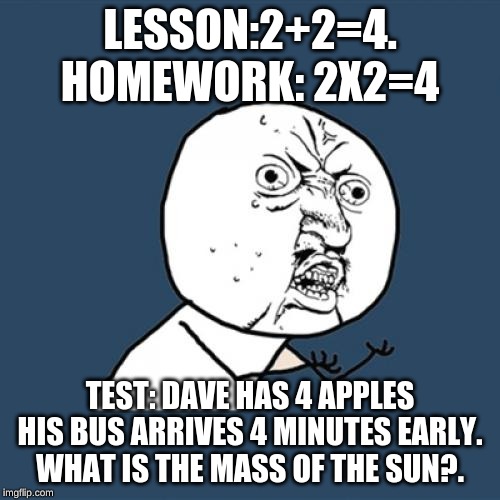 LESSON:2+2=4.
HOMEWORK: 2X2=4
TEST: DAVE HAS 4 APPLES
HIS BUS ARRIVES 4 MINUTES EARLY.
WHAT IS THE MASS OF THE SUN?.
imgflip.com